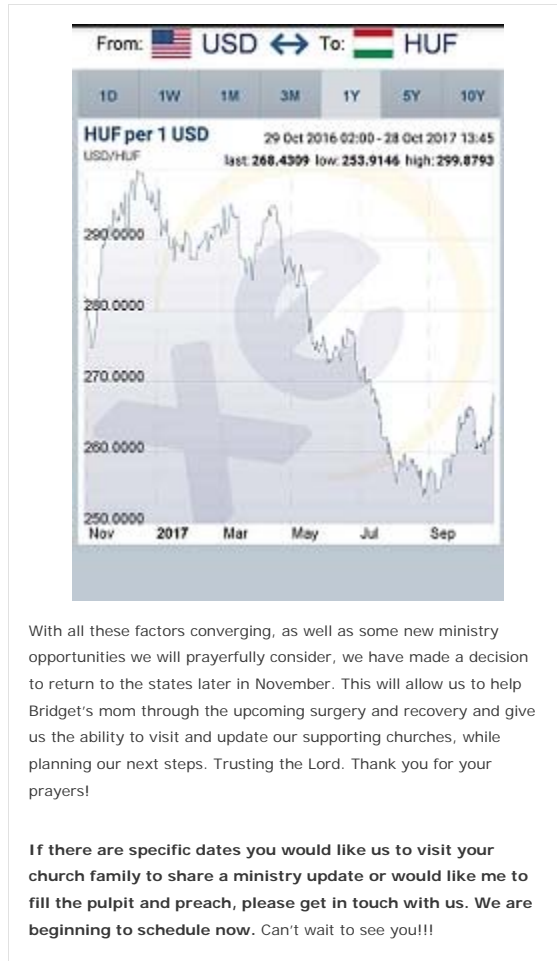 From: USD To: HUF
1D 1W 1M 3M 1Y 5Y 10Y
HUF per 1 USD 29 Oct 2016 02:00 - 28 Oct 2017 13:45
USD/HUF last: 268.4309 low: 253.9146 high: 299.8793
290.0000
280.0000
270.0000
260.0000
250.0000
Nov 2017 Mar May Jul Sep
xe
With all these factors converging, as well as some new ministry
opportunities we will prayerfully consider, we have made a decision
to return to the states later in November. This will allow us to help
Bridget's mom through the upcoming surgery and recovery and give
us the ability to visit and update our supporting churches, while
planning our next steps. Trusting the Lord. Thank you for your
prayers!
If there are specific dates you would like us to visit your
church family to share a ministry update or would like me to
fill the pulpit and preach, please get in touch with us. We are
beginning to schedule now. Can't wait to see you!!!